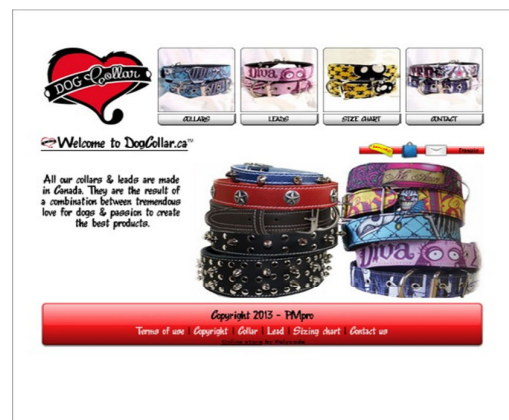 DOG Collar
COLLARS
LEADS
SIZE CHART
CONTACT
Welcome to DogCollar.ca™
All our collars & leads are made
in Canada. They are the result of
a combination between tremendous
love for dogs & passion to create
the best products.
Diva
Diva
Copyright 2013 - PMpro
Terms of use | Copyright | Collar | Lead | Sizing chart | Contact us